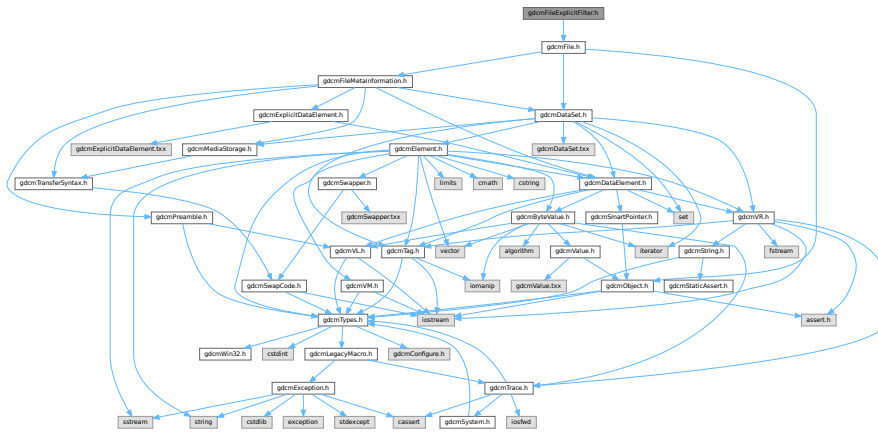 gdcmFileExplicitFilter.h
gdcmFile.h
gdcmFileMetaInformation.h
gdcmExplicitDataElement.h
gdcmDataSet.h
gdcmExplicitDataElement.txx
gdcmMediaStorage.h
gdcmElement.h
gdcmDataSet.txx
gdcmTransferSyntax.h
gdcmSwapper.h
limits
cmath
cstring
gdcmDataElement.h
gdcmPreamble.h
gdcmSwapper.txx
gdcmByteValue.h
gdcmSmartPointer.h
set
gdcmVR.h
gdcmVL.h
gdcmTag.h
vector
algorithm
gdcmValue.h
iterator
gdcmString.h
fstream
gdcmSwapCode.h
gdcmVM.h
iomanip
gdcmValue.txx
gdcmObject.h
gdcmStaticAssert.h
gdcmTypes.h
iostream
assert.h
gdcmWin32.h
cstdint
gdcmLegacyMacro.h
gdcmConfigure.h
gdcmException.h
gdcmTrace.h
sstream
string
cstdlib
exception
stdexcept
cassert
gdcmSystem.h
iosfwd